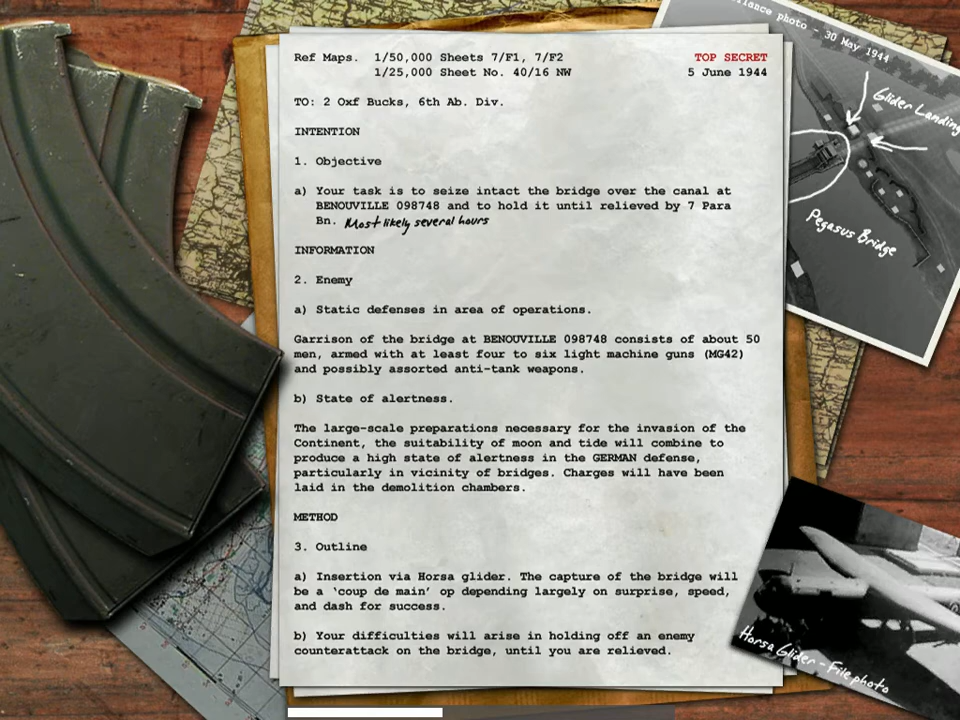 Ref Maps. 1/50,000 Sheets 7/F1, 7/F2
TOP SECRET
1/25,000 Sheet No. 40/16 NW
5 June 1944
TO: 2 Oxf Bucks, 6th Ab. Div.
INTENTION
1. Objective
a) Your task is to seize intact the bridge over the canal at
BENOUVILLE 098748 and to hold it until relieved by 7 Para
Bn. Most likely several hours
INFORMATION
2. Enemy
a) Static defenses in area of operations.
Garrison of the bridge at BENOUVILLE 098748 consists of about 50
men, armed with at least four to six light machine guns (MG42)
and possibly assorted anti-tank weapons.
b) State of alertness.
The large-scale preparations necessary for the invasion of the
Continent, the suitability of moon and tide will combine to
produce a high state of alertness in the GERMAN defense,
particularly in vicinity of bridges. Charges will have been
laid in the demolition chambers.
METHOD
3. Outline
a) Insertion via Horsa glider. The capture of the bridge will
be a 'coup de main' op depending largely on surprise, speed,
and dash for success.
b) Your difficulties will arise in holding off an enemy
counterattack on the bridge, until you are relieved.
photo - 30 May 1944
Glider Landing
Pegasus Bridge
Horsa Glider - File photo